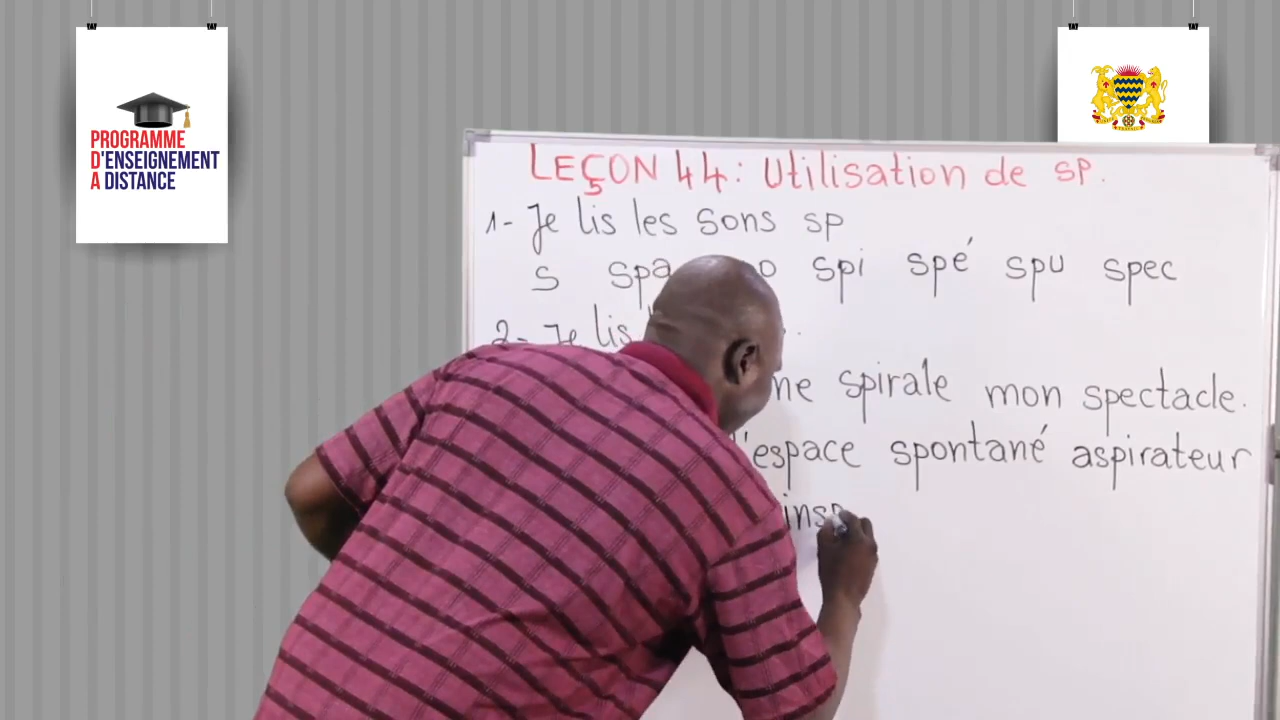 PROGRAMME
D'ENSEIGNEMENT
A DISTANCE
LEÇON 44 : Utilisation de sp.
1- Je lis les sons sp
s spa spi spé spu spec
2- Je lis
spirale mon spectacle.
l'espace spontané aspirateur